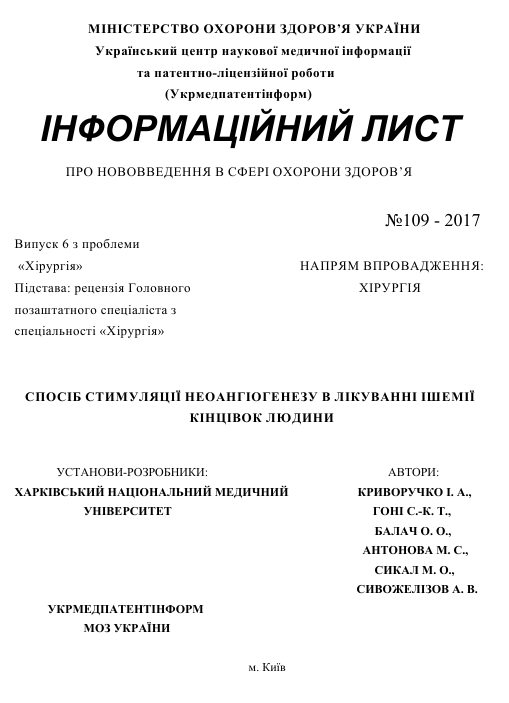 МІНІСТЕРСТВО ОХОРОНИ ЗДОРОВ’Я УКРАЇНИ
Український центр наукової медичної інформації
та патентно-ліцензійної роботи
(Укрмедпатентінформ)
ІНФОРМАЦІЙНИЙ ЛИСТ
ПРО НОВОВВЕДЕННЯ В СФЕРІ ОХОРОНИ ЗДОРОВ’Я
№109 - 2017
Випуск 6 з проблеми
«Хірургія»
Підстава: рецензія Головного
позаштатного спеціаліста з
спеціальності «Хірургія»
НАПРЯМ ВПРОВАДЖЕННЯ:
ХІРУРГІЯ
СПОСІБ СТИМУЛЯЦІЇ НЕОАНГІОГЕНЕЗУ В ЛІКУВАННІ ІШЕМІЇ
КІНЦІВОК ЛЮДИНИ
УСТАНОВИ-РОЗРОБНИКИ:
ХАРКІВСЬКИЙ НАЦІОНАЛЬНИЙ МЕДИЧНИЙ
УНІВЕРСИТЕТ
АВТОРИ:
КРИВОРУЧКО І. А.,
ГОНІ С.-К. Т.,
БАЛАЧ О. О.,
АНТОНОВА М. С.,
СИКАЛ М. О.,
СИВОЖЕЛІЗОВ А. В.
УКРМЕДПАТЕНТІНФОРМ
МОЗ УКРАЇНИ
м. Київ